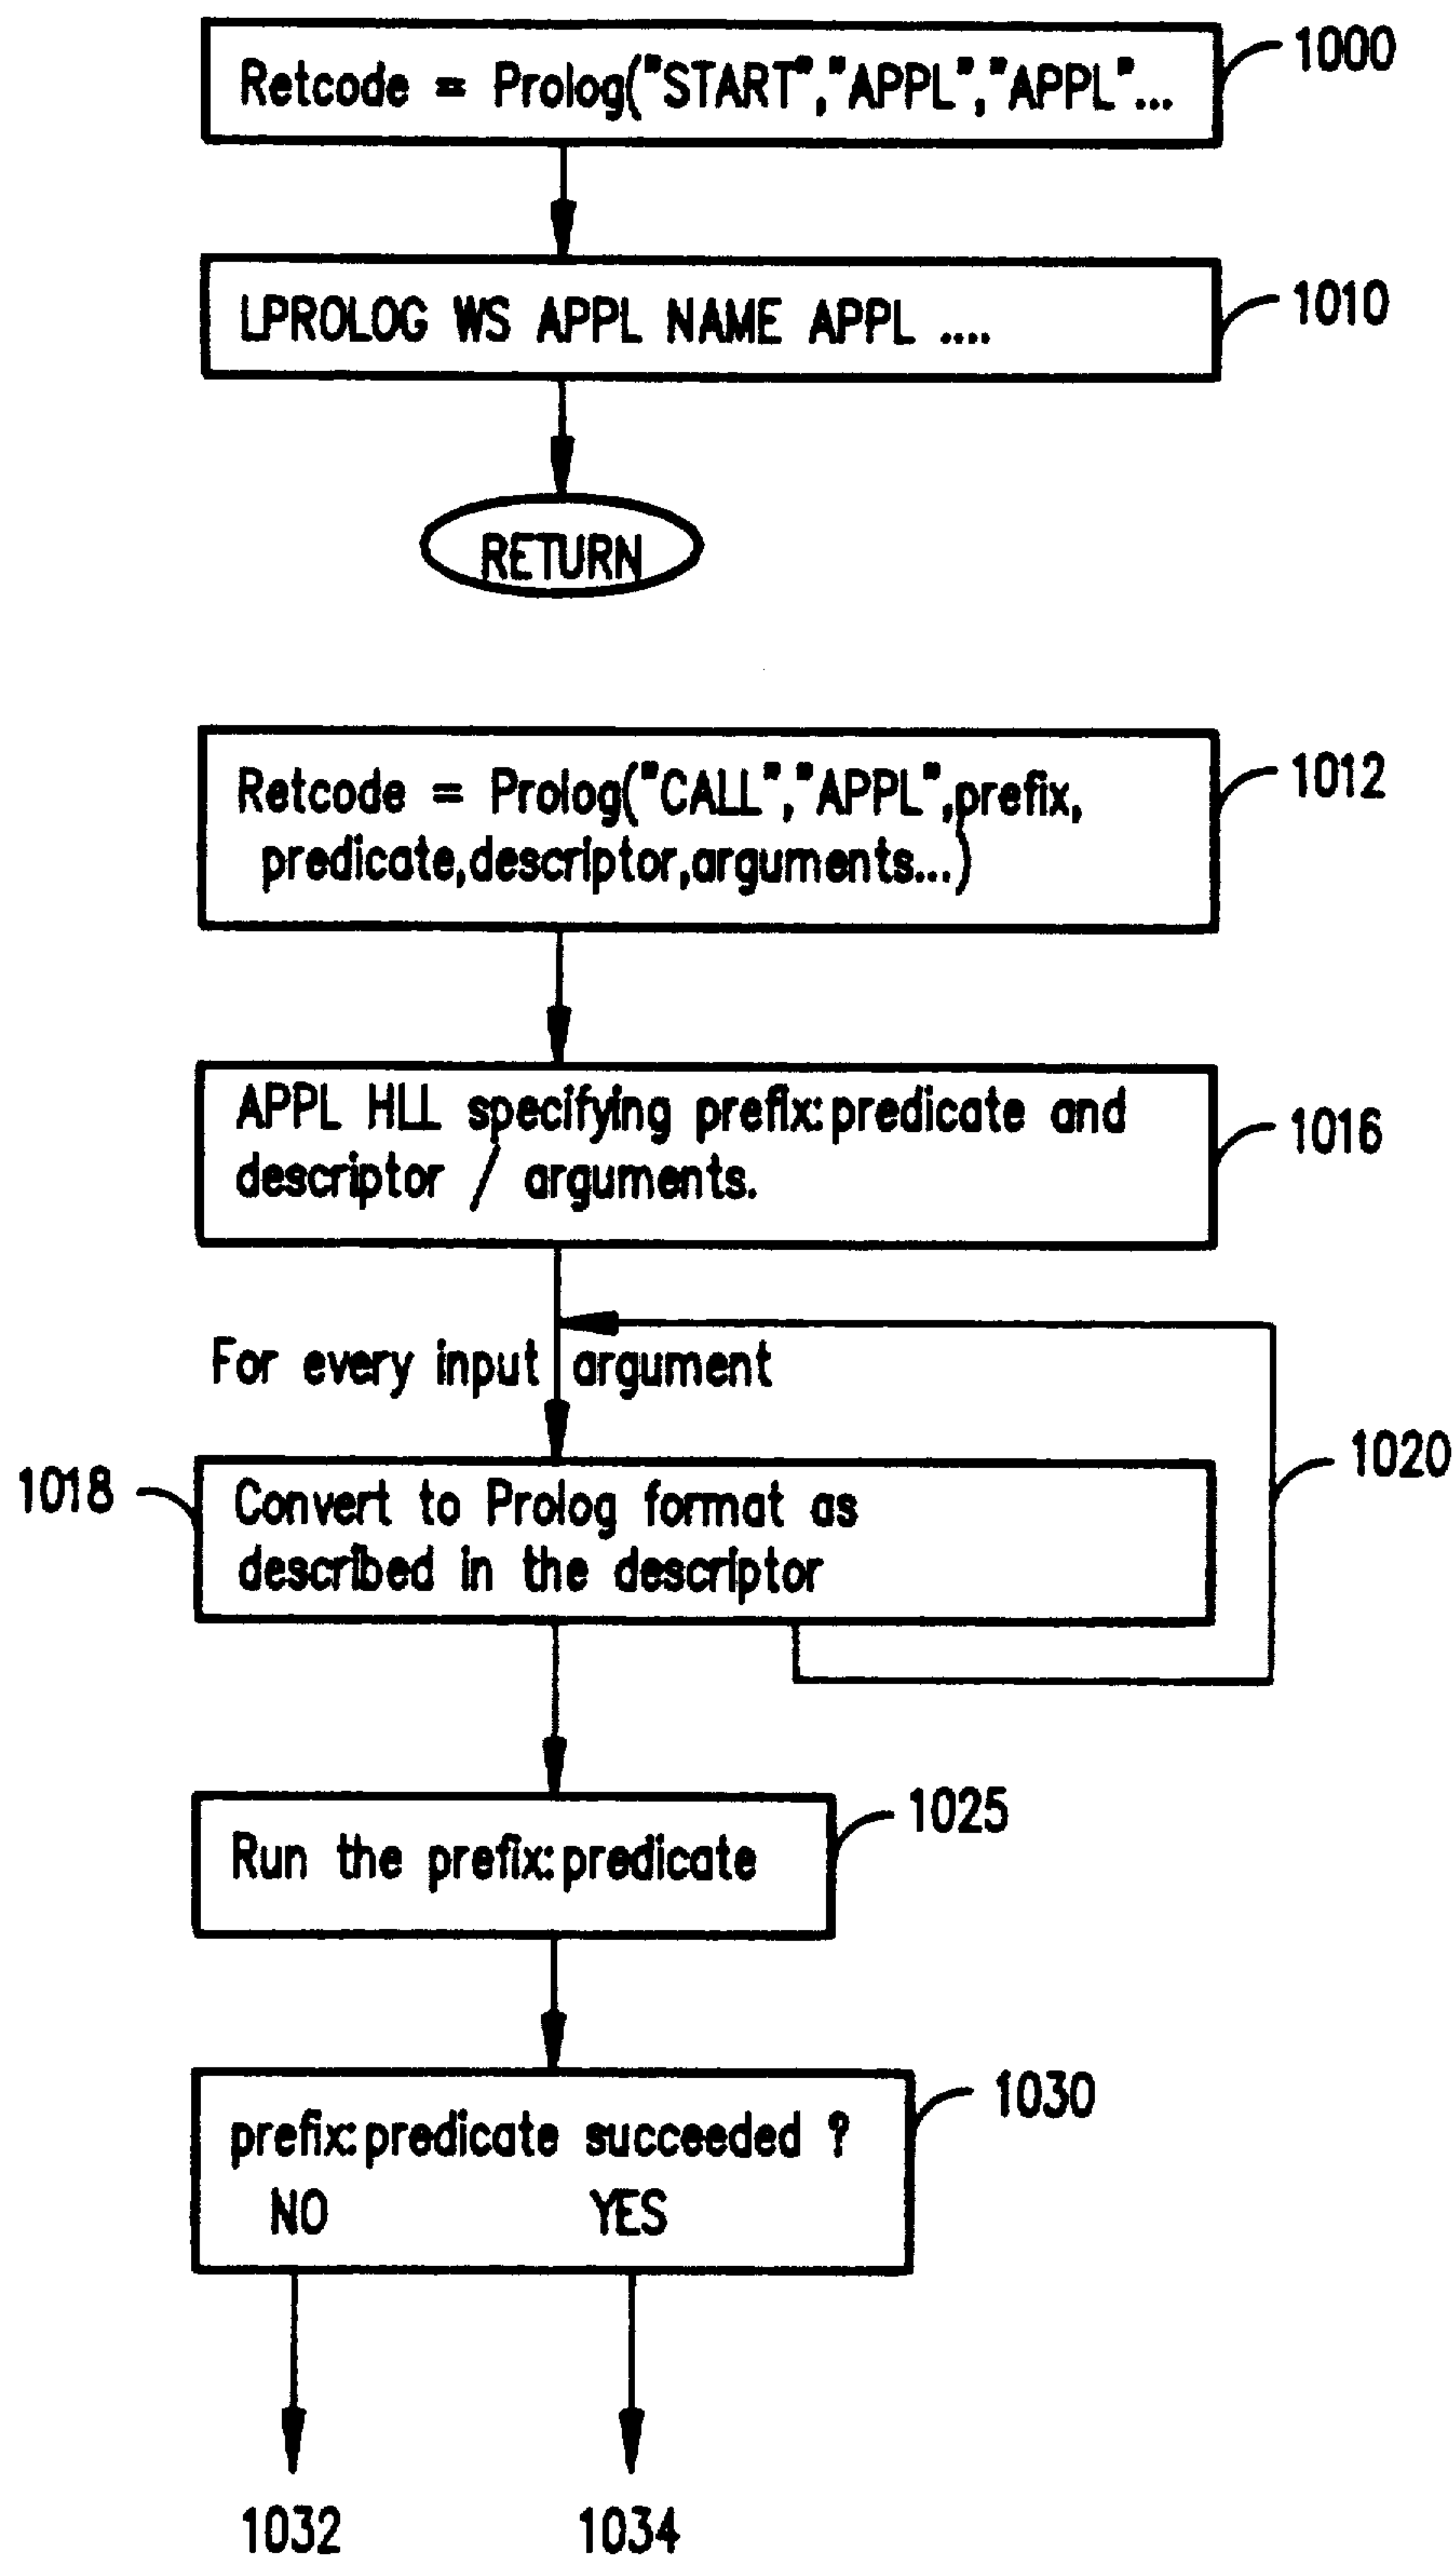 Retcode = Prolog("START","APPL","APPL"...
1000
LPROLOG WS APPL NAME APPL ....
1010
RETURN
Retcode = Prolog("CALL","APPL",prefix,
predicate,descriptor,arguments...)
1012
APPL HLL specifying prefix:predicate and
descriptor / arguments.
1016
For every input argument
1020
1018
Convert to Prolog format as
described in the descriptor
Run the prefix:predicate
1025
prefix:predicate succeeded ?
NO YES
1030
1032 1034